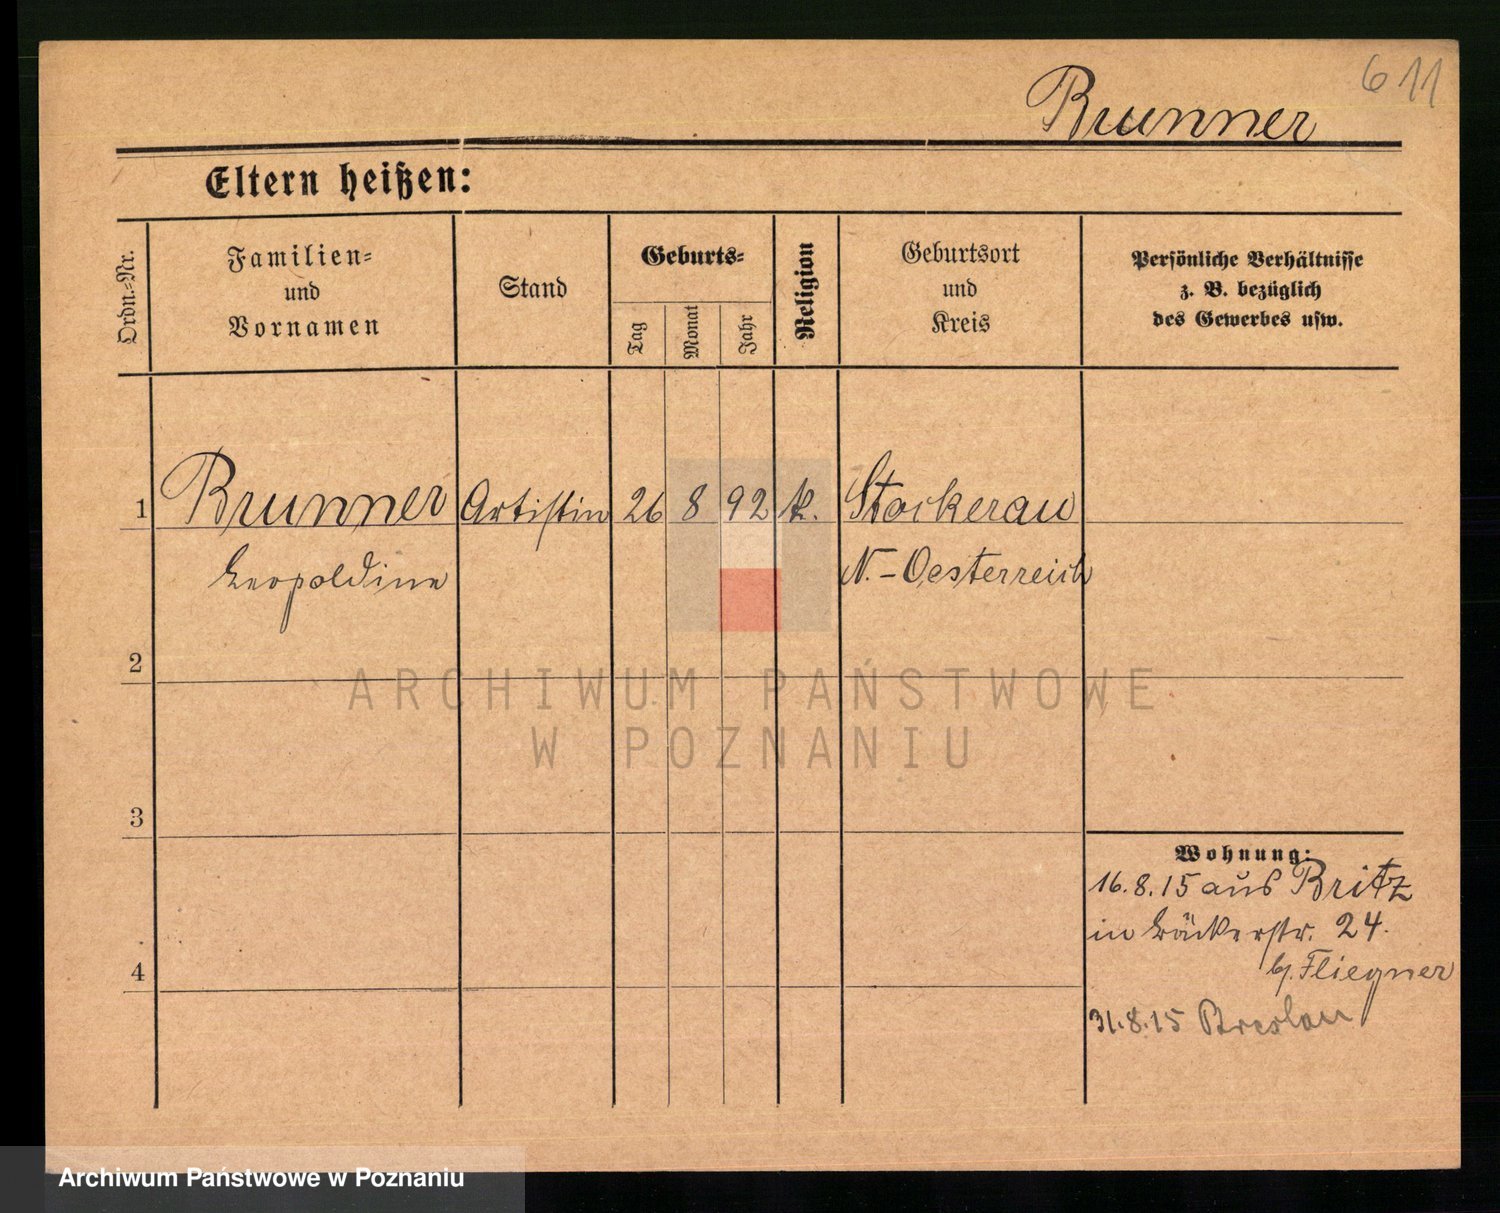 611
Brunner
Eltern heißen:
Ordn.-Nr.
Familien-
und
Vornamen
Stand
Geburts-
Tag
Monat
Jahr
Religion
Geburtsort
und
Kreis
Persönliche Verhältnisse
z. B. bezüglich
des Gewerbes usw.
1 Brunner Artistin 26 8 92 k. Stockerau
Leopoldine N.-Oesterreich
2
3
4
Wohnung:
16.8.15 aus Britz
in Bäckerstr. 24.
b/. Fliegner
31.8.15 Breslau
ARCHIWUM PAŃSTWOWE
W POZNANIU
Archiwum Państwowe w Poznaniu